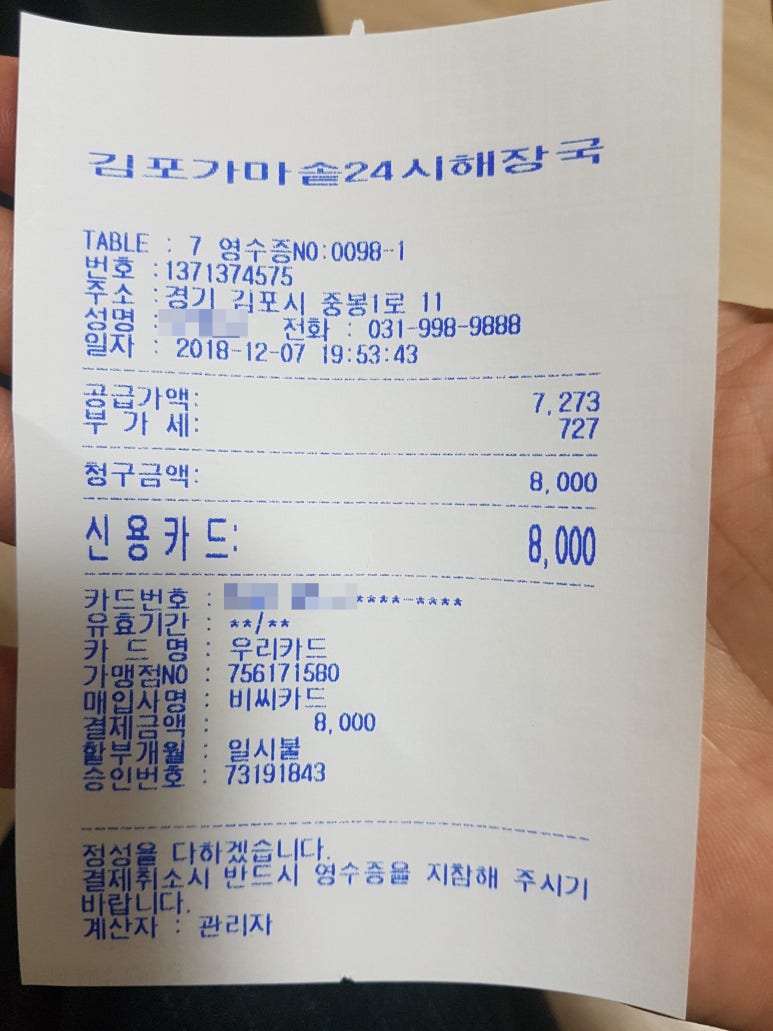 김포가마솥24시해장국
TABLE : 7 영수증NO:0098-1
번호 :1371374575
주소 :경기 김포시 중봉1로 11
성명 : 전화 : 031-998-9888
일자 : 2018-12-07 19:53:43
공급가액: 7,273
부 가 세: 727
청구금액: 8,000
신용카드: 8,000
카드번호 : ****-****
유효기간 : **/**
카 드 명 : 우리카드
가맹점NO : 756171580
매입사명 : 비씨카드
결제금액 : 8,000
할부개월 : 일시불
승인번호 : 73191843
정성을 다하겠습니다.
결제취소시 반드시 영수증을 지참해 주시기
바랍니다.
계산자 : 관리자